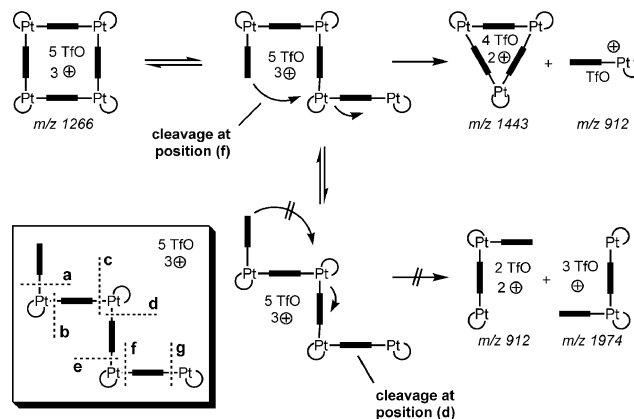 Pt Pt Pt Pt Pt Pt
5 TfO 5 TfO 4 TfO ⊕
3 ⊕ 3⊕ 2 ⊕ + Pt
Pt Pt Pt Pt Pt TfO
m/z 1266 m/z 1443 m/z 912
cleavage at
position (f)
5 TfO
3⊕
a c Pt Pt
Pt Pt d Pt Pt 2 TfO 3 TfO
b 5 TfO 2 ⊕ + ⊕
f g 3⊕ Pt Pt
e Pt Pt Pt Pt m/z 912 m/z 1974
cleavage at
position (d)